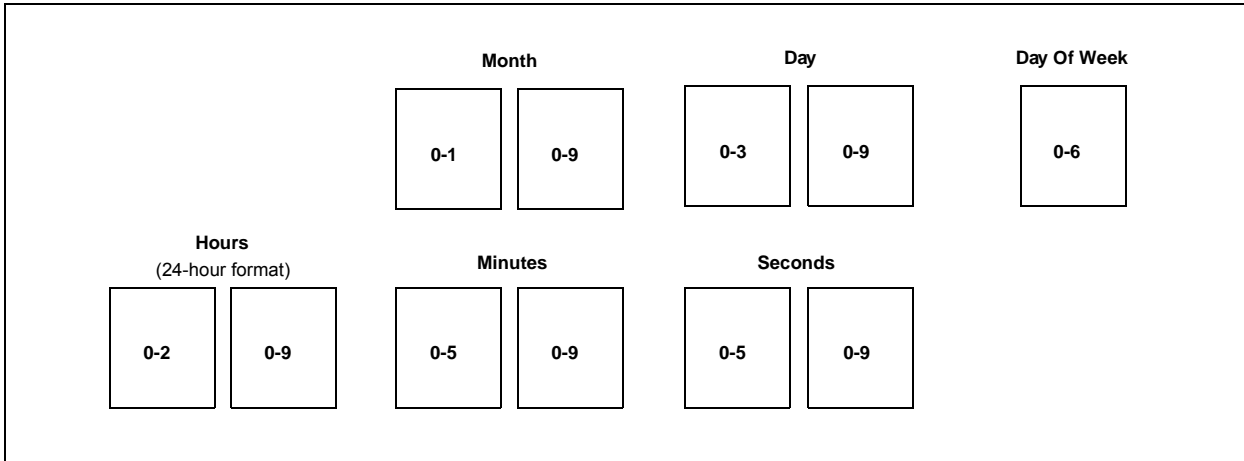 Month Day Day Of Week
0-1 0-9 0-3 0-9 0-6
Hours
(24-hour format) Minutes Seconds
0-2 0-9 0-5 0-9 0-5 0-9